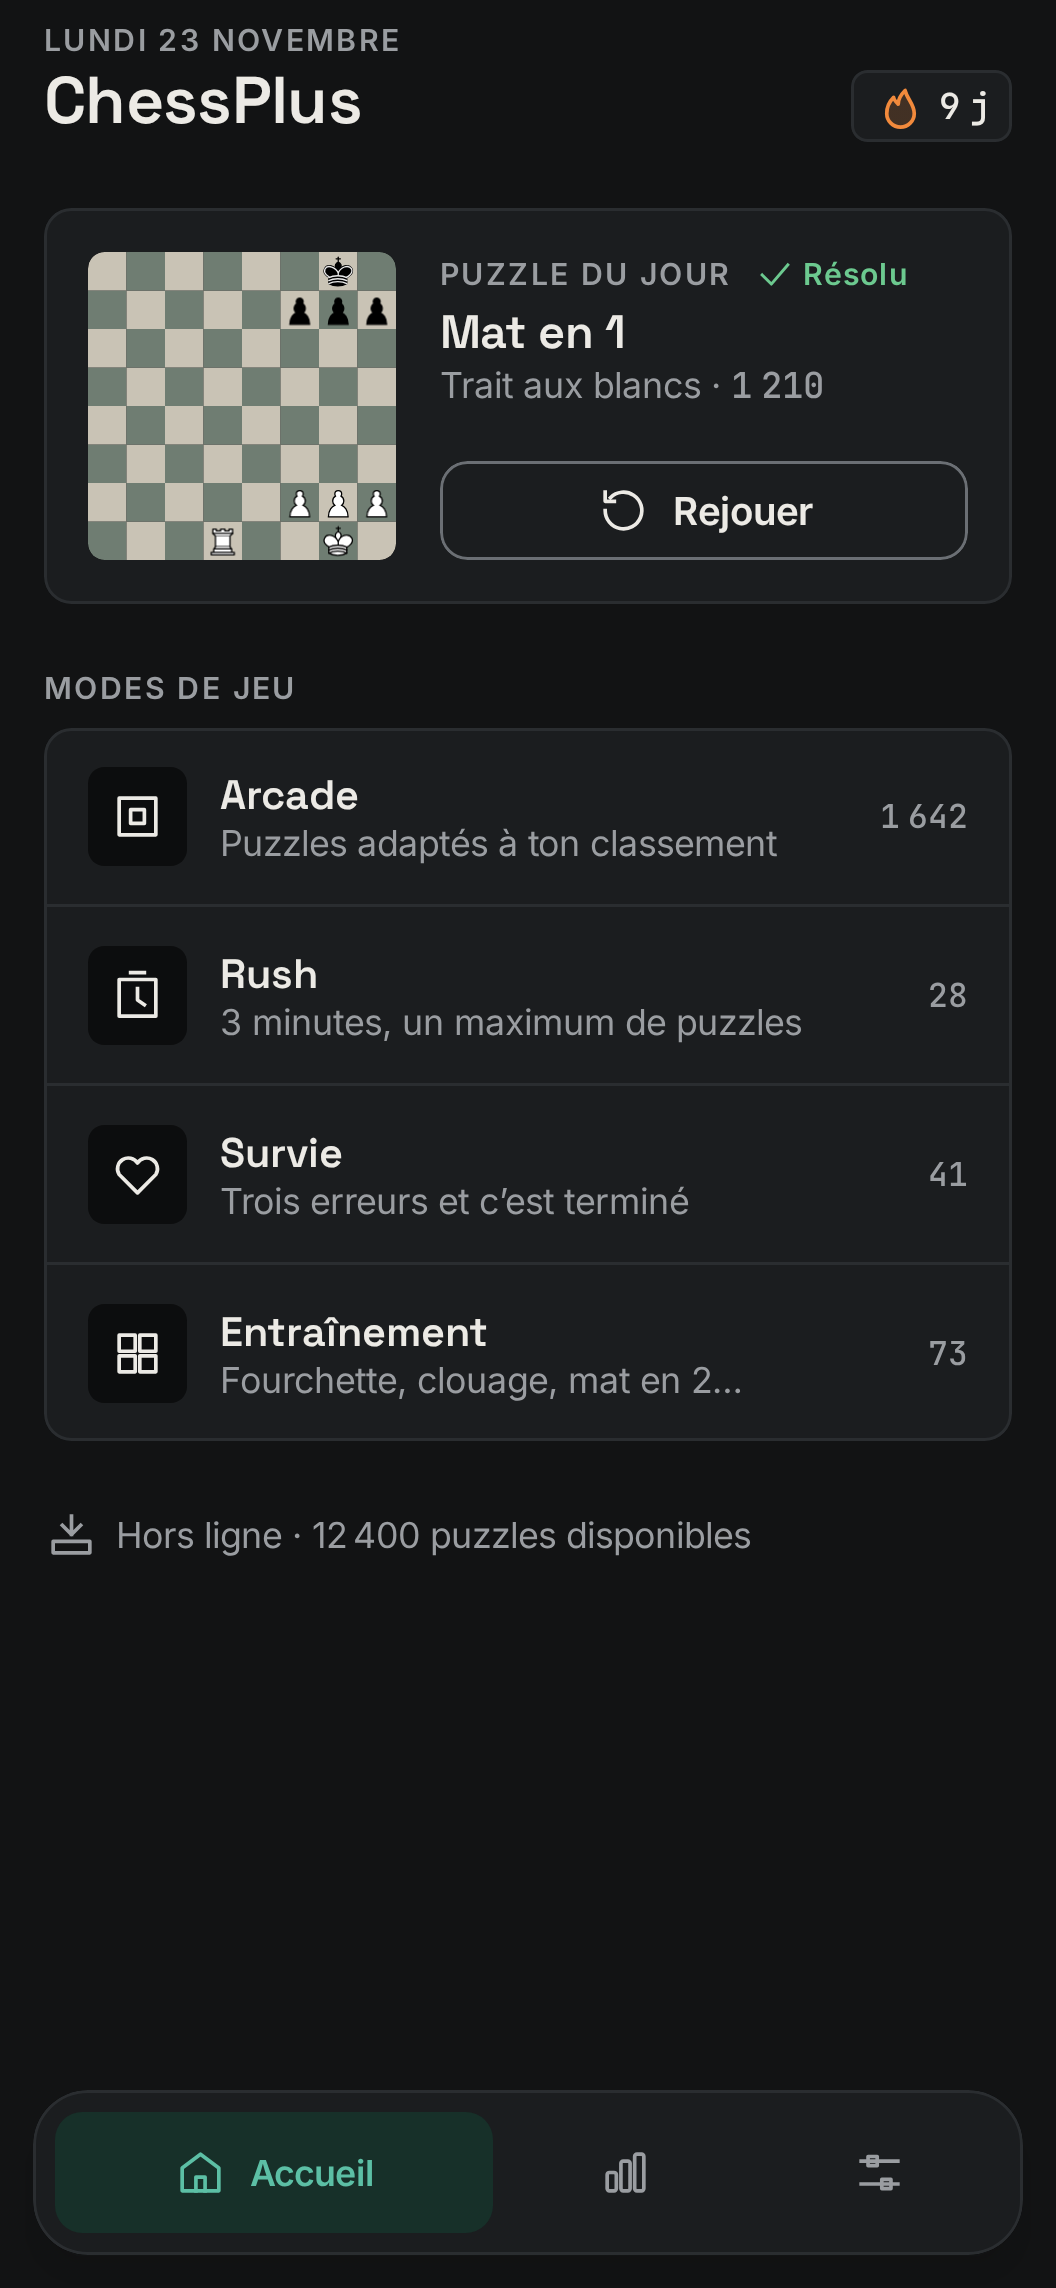 LUNDI 23 NOVEMBRE
ChessPlus
9 j
PUZZLE DU JOUR Résolu
Mat en 1
Trait aux blancs · 1 210
Rejouer
MODES DE JEU
Arcade
Puzzles adaptés à ton classement
1 642
Rush
3 minutes, un maximum de puzzles
28
Survie
Trois erreurs et c’est terminé
41
Entraînement
Fourchette, clouage, mat en 2…
73
Hors ligne · 12 400 puzzles disponibles
Accueil